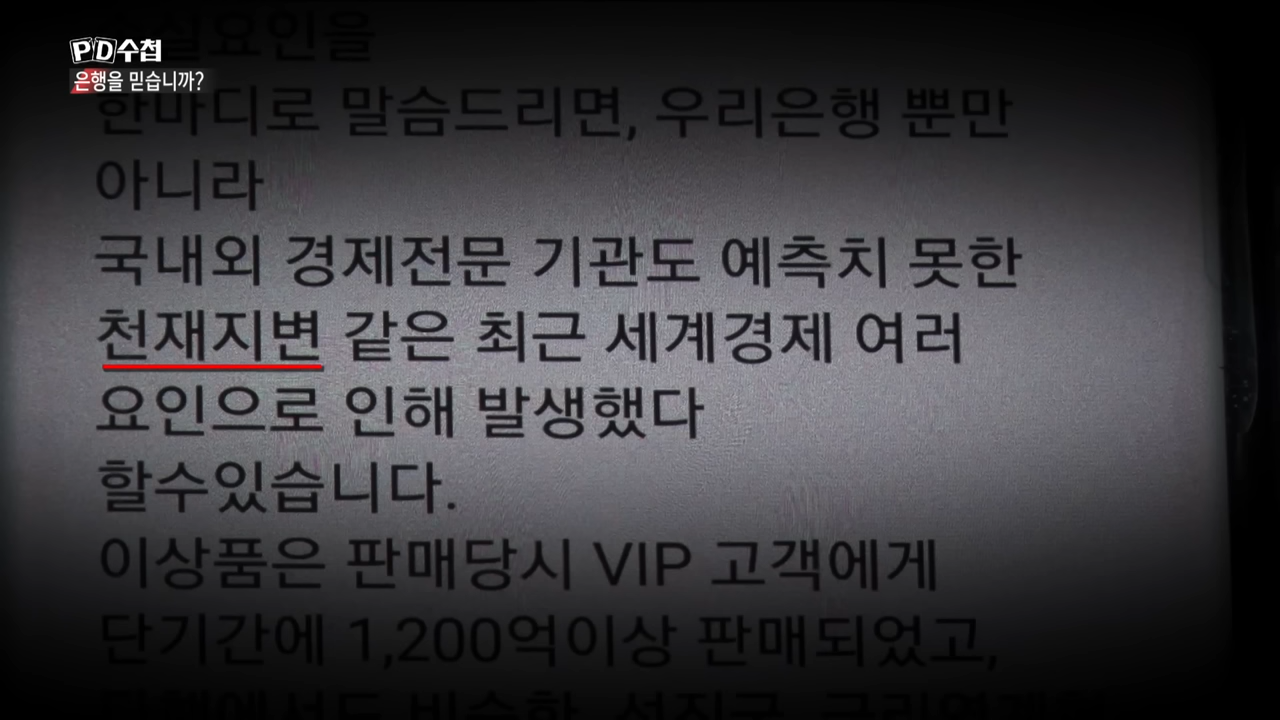 PD수첩
은행을 믿습니까?
한마디로 말슴드리면, 우리은행 뿐만
아니라
국내외 경제전문 기관도 예측치 못한
천재지변 같은 최근 세계경제 여러
요인으로 인해 발생했다
할수있습니다.
이상품은 판매당시 VIP 고객에게
단기간에 1,200억이상 판매되었고,